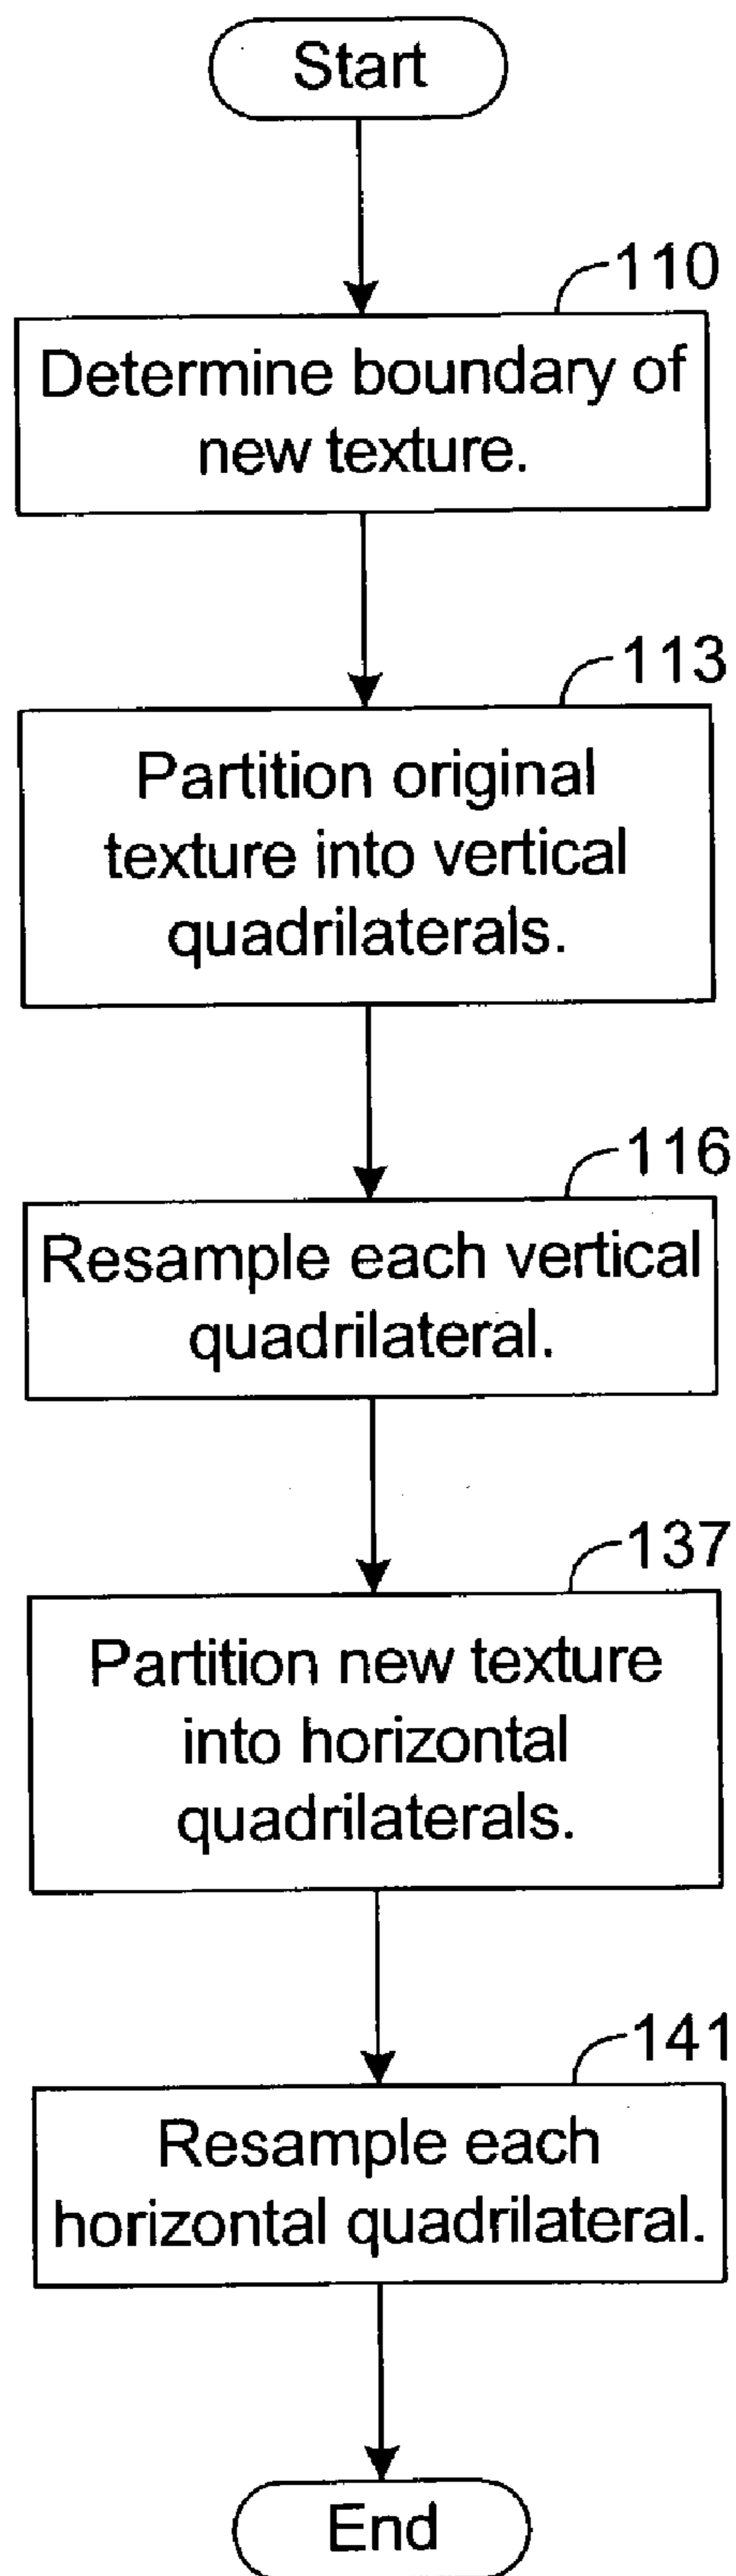 Start
110
Determine boundary of
new texture.
113
Partition original
texture into vertical
quadrilaterals.
116
Resample each vertical
quadrilateral.
137
Partition new texture
into horizontal
quadrilaterals.
141
Resample each
horizontal quadrilateral.
End